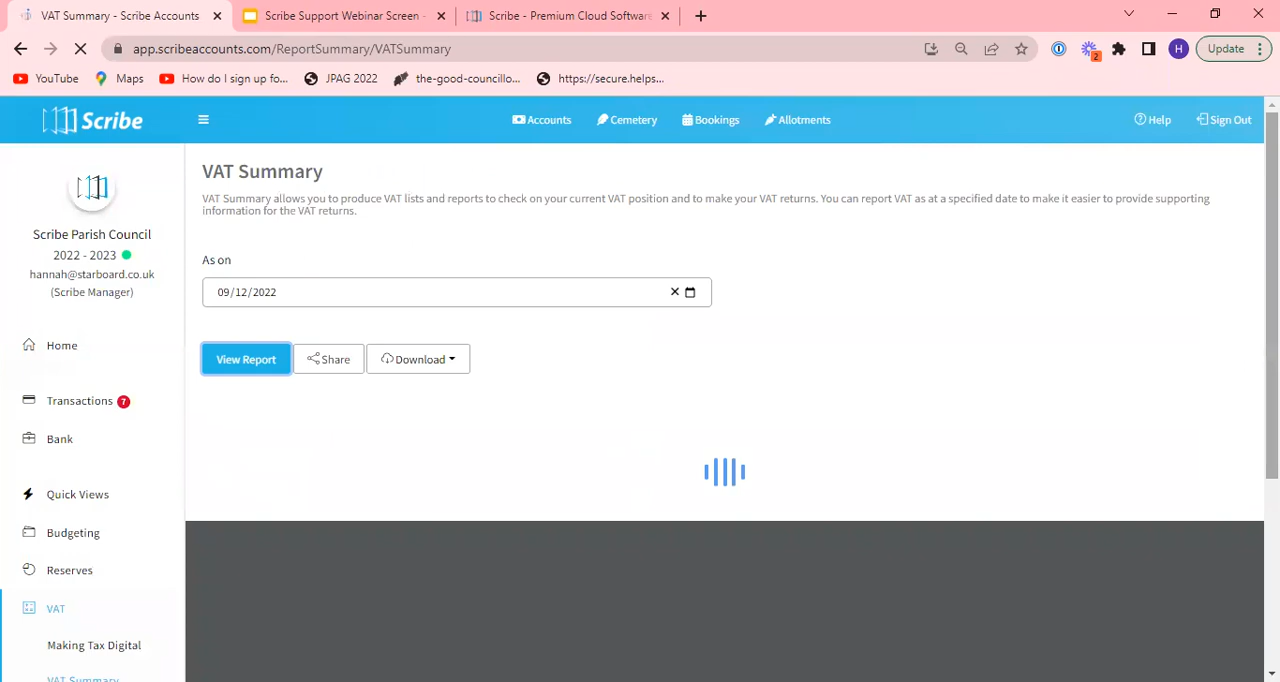 VAT Summary - Scribe Accounts
Scribe Support Webinar Screen -
Scribe - Premium Cloud Software
app.scribeaccounts.com/ReportSummary/VATSummary
2
H
Update
YouTube
Maps
How do I sign up fo...
JPAG 2022
the-good-councillo...
https://secure.helps...
Scribe
Accounts
Cemetery
Bookings
Allotments
Help
Sign Out
Scribe Parish Council
2022 - 2023
hannah@starboard.co.uk
(Scribe Manager)
Home
Transactions 7
Bank
Quick Views
Budgeting
Reserves
VAT
Making Tax Digital
VAT Summary
VAT Summary
VAT Summary allows you to produce VAT lists and reports to check on your current VAT position and to make your VAT returns. You can report VAT as at a specified date to make it easier to provide supporting
information for the VAT returns.
As on
09/12/2022
View Report
Share
Download